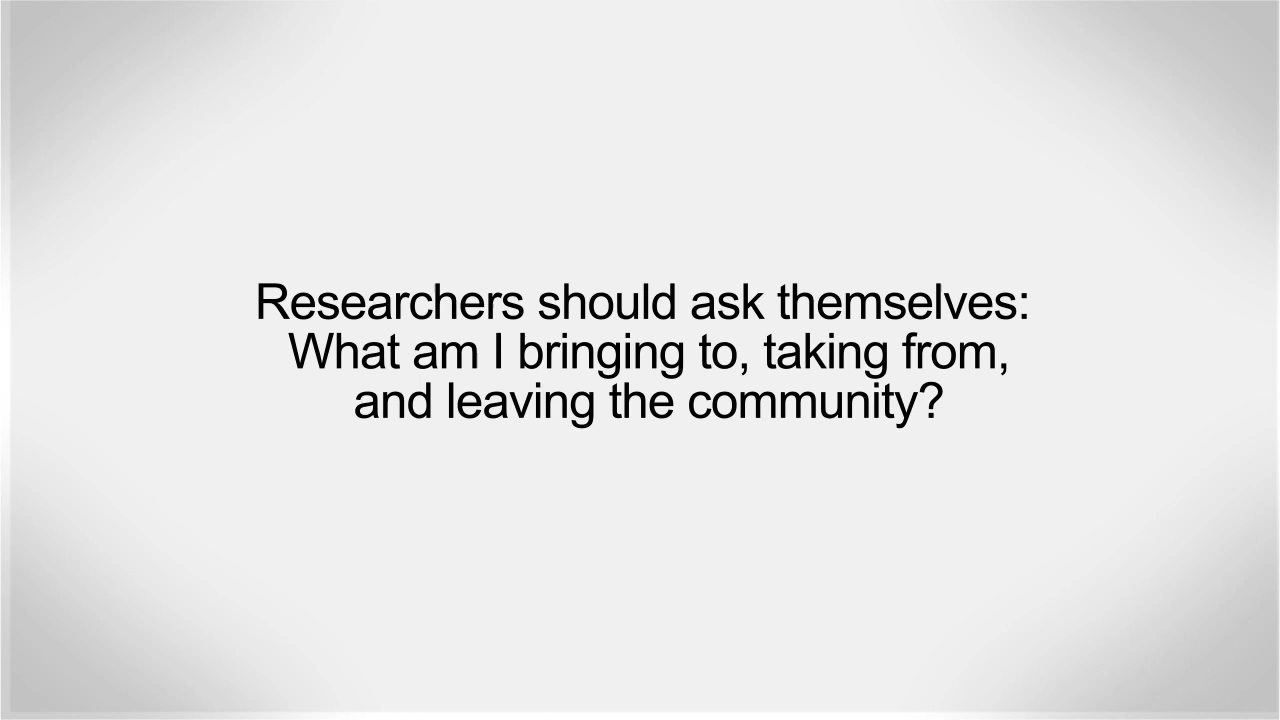 Researchers should ask themselves:
What am I bringing to, taking from,
and leaving the community?